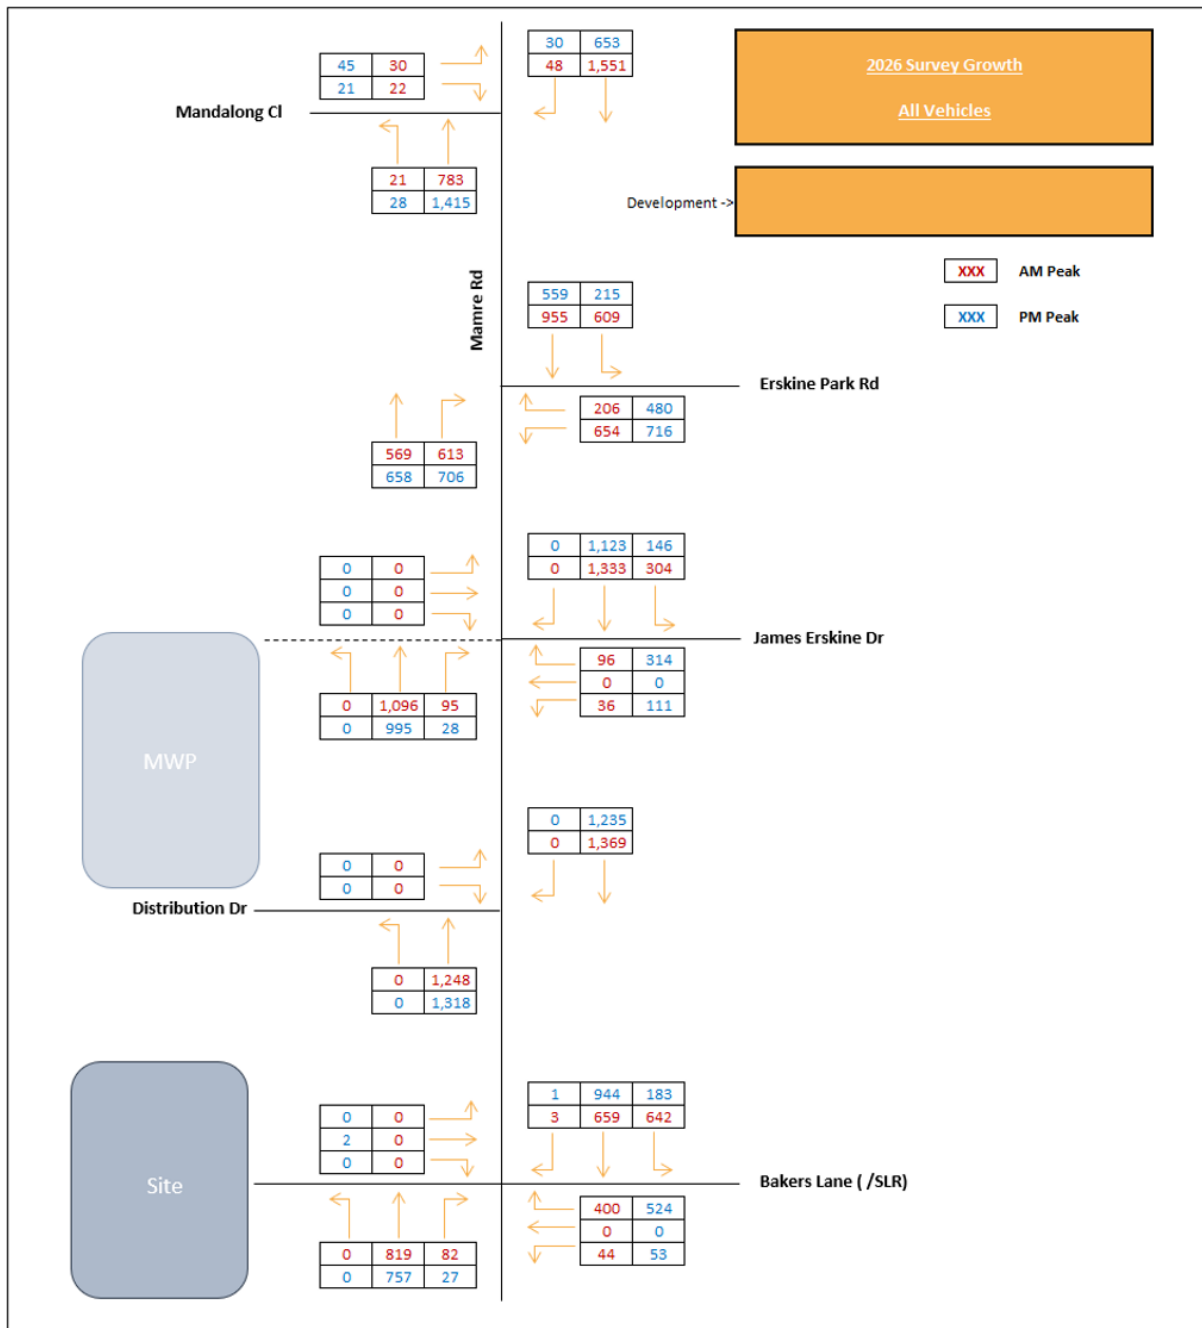 30 653
48 1,551
45 30
21 22
2026 Survey Growth
All Vehicles
Mandalong Cl
21 783
28 1,415
Development ->
XXX AM Peak
XXX PM Peak
Mamre Rd
559 215
955 609
Erskine Park Rd
206 480
654 716
569 613
658 706
0 1,123 146
0 1,333 304
0 0
0 0
0 0
James Erskine Dr
96 314
0 0
36 111
0 1,096 95
0 995 28
MWP
0 1,235
0 1,369
0 0
0 0
Distribution Dr
0 1,248
0 1,318
1 944 183
3 659 642
0 0
2 0
0 0
Site
Bakers Lane ( /SLR)
400 524
0 0
44 53
0 819 82
0 757 27